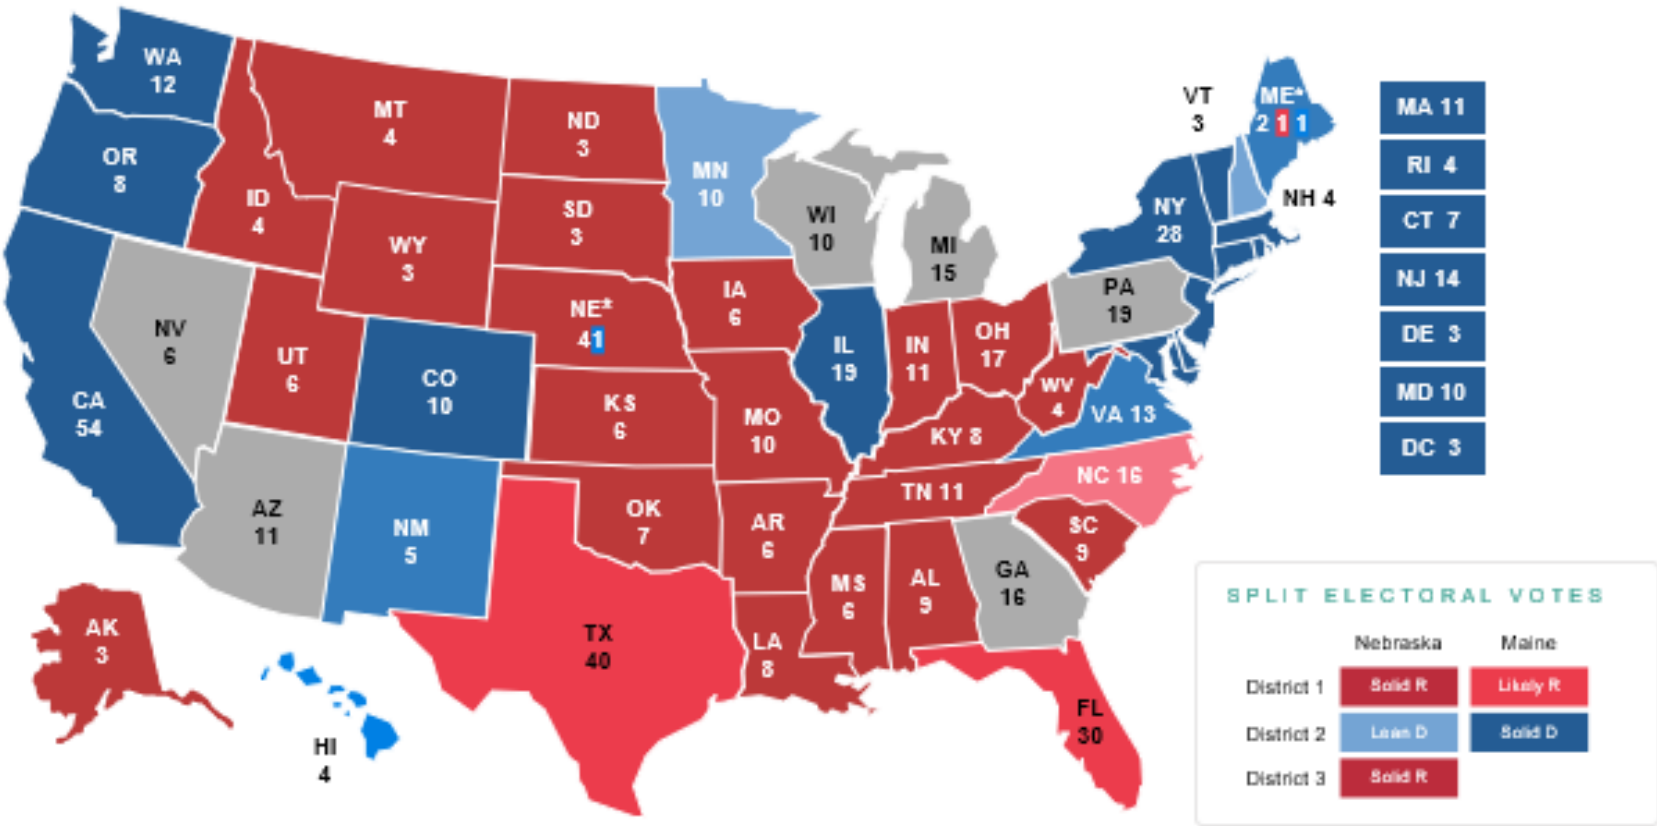 WA
12
OR
8
CA
54
NV
6
ID
4
MT
4
WY
3
UT
6
AZ
11
CO
10
NM
5
ND
3
SD
3
NE*
4 1
KS
6
OK
7
TX
40
MN
10
IA
6
MO
10
AR
6
LA
8
WI
10
IL
19
MI
15
IN
11
OH
17
KY 8
TN 11
MS
6
AL
9
GA
16
FL
30
SC
9
NC 16
VA 13
WV
4
PA
19
NY
28
VT
3
ME*
2 1 1
NH 4
AK
3
HI
4
MA 11
RI 4
CT 7
NJ 14
DE 3
MD 10
DC 3
SPLIT ELECTORAL VOTES
Nebraska Maine
District 1 Solid R Likely R
District 2 Lean D Solid D
District 3 Solid R